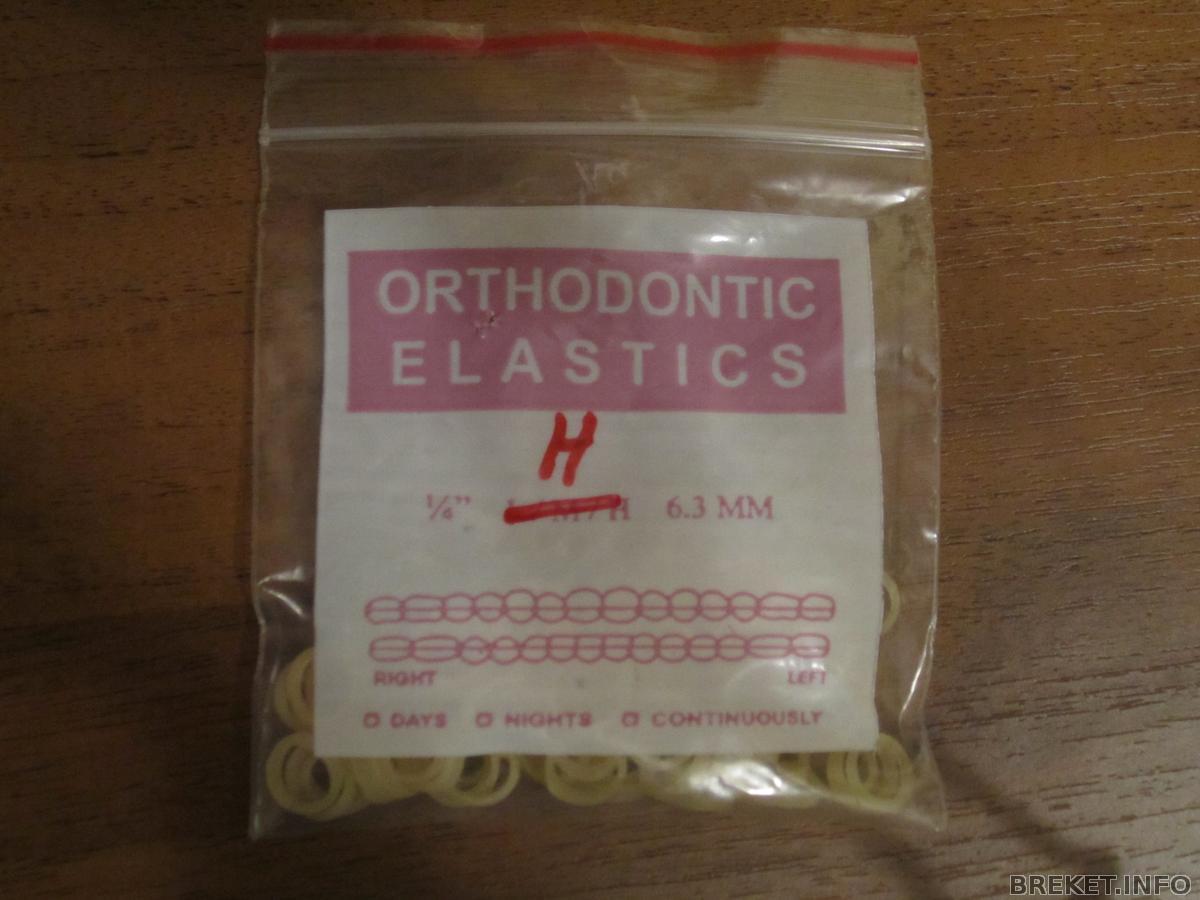 ORTHODONTIC
ELASTICS
H
¼” L / M / H 6.3 MM
RIGHT LEFT
DAYS NIGHTS CONTINUOUSLY
BREKET.INFO